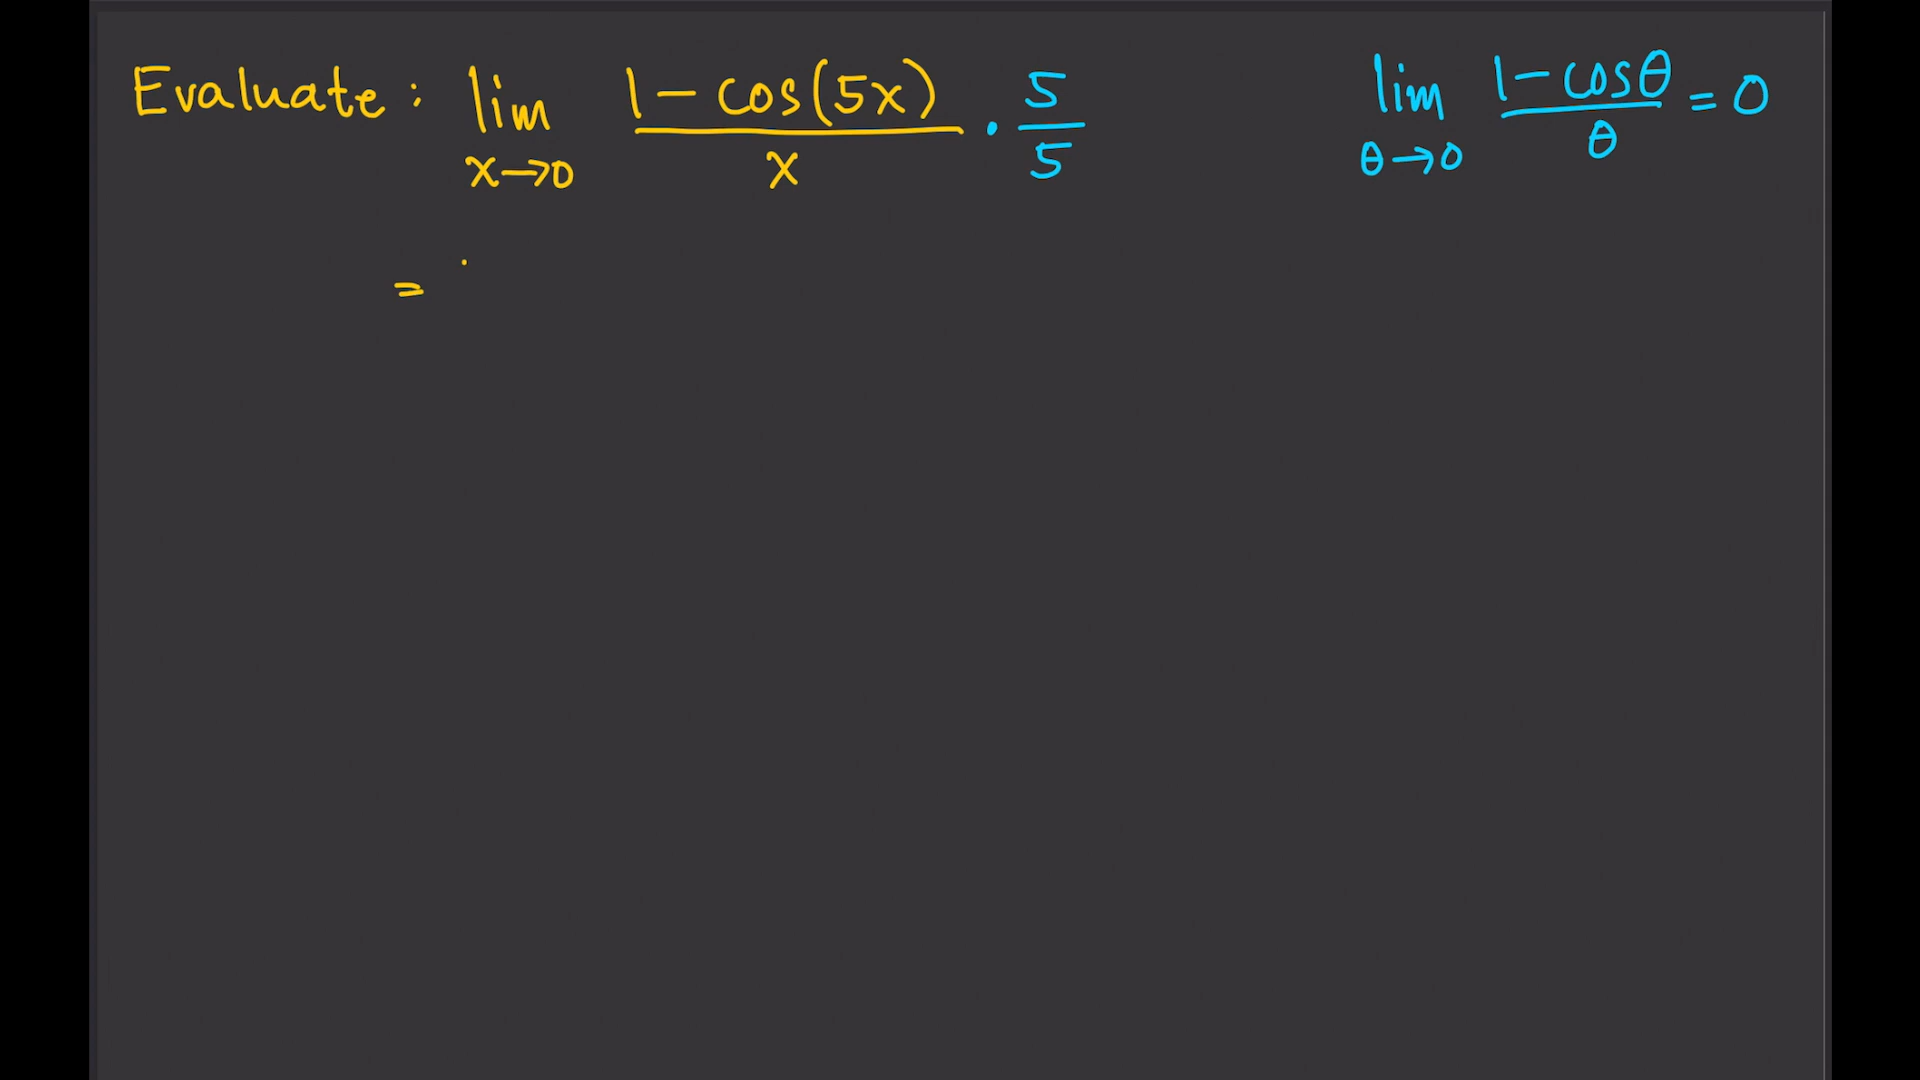 Evaluate: lim x→0 (1 - cos(5x))/x · 5/5
lim θ→0 (1 - cosθ)/θ = 0
=